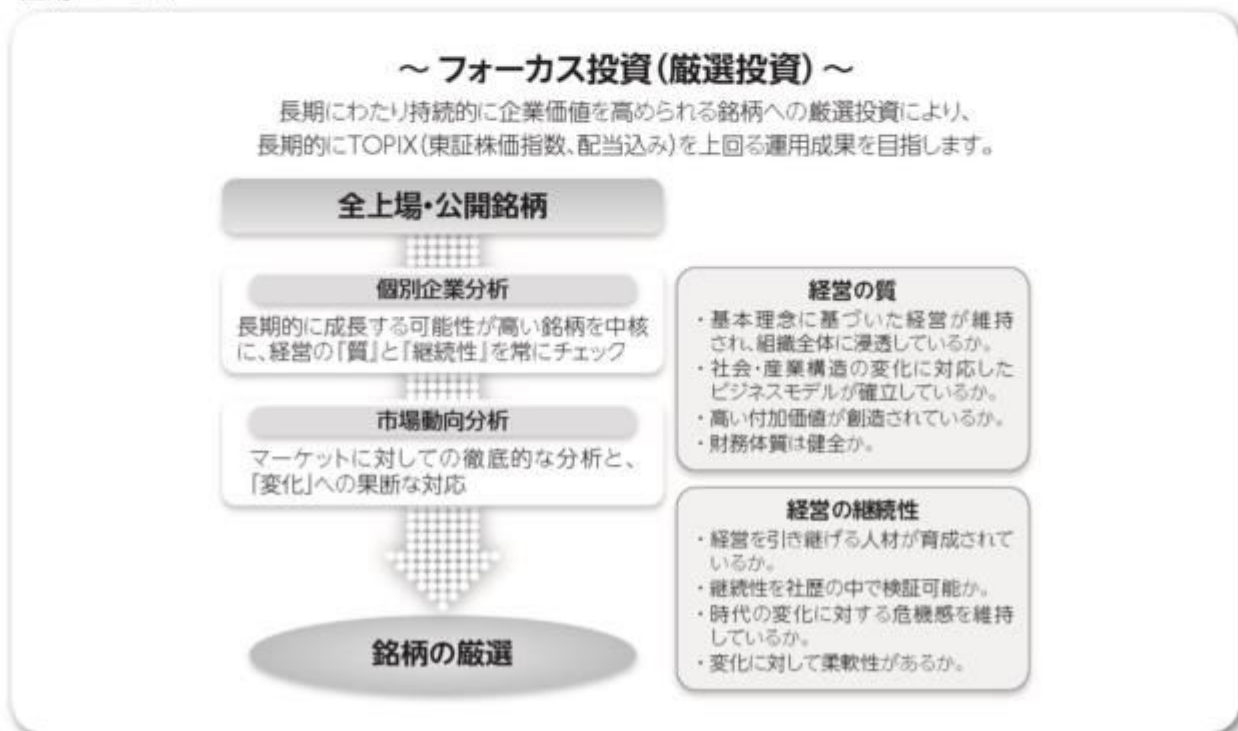 ～ フォーカス投資(厳選投資) ～
長期にわたり持続的に企業価値を高められる銘柄への厳選投資により、
長期的にTOPIX(東証株価指数、配当込み)を上回る運用成果を目指します。
全上場・公開銘柄
個別企業分析
長期的に成長する可能性が高い銘柄を中核
に、経営の『質』と『継続性』を常にチェック
市場動向分析
マーケットに対しての徹底的な分析と、
「変化」への果断な対応
銘柄の厳選
経営の質
・基本理念に基づいた経営が維持
され、組織全体に浸透しているか。
・社会・産業構造の変化に対応した
ビジネスモデルが確立しているか。
・高い付加価値が創造されているか。
・財務体質は健全か。
経営の継続性
・経営を引き継げる人材が育成されて
いるか。
・継続性を社歴の中で検証可能か。
・時代の変化に対する危機感を維持
しているか。
・変化に対して柔軟性があるか。